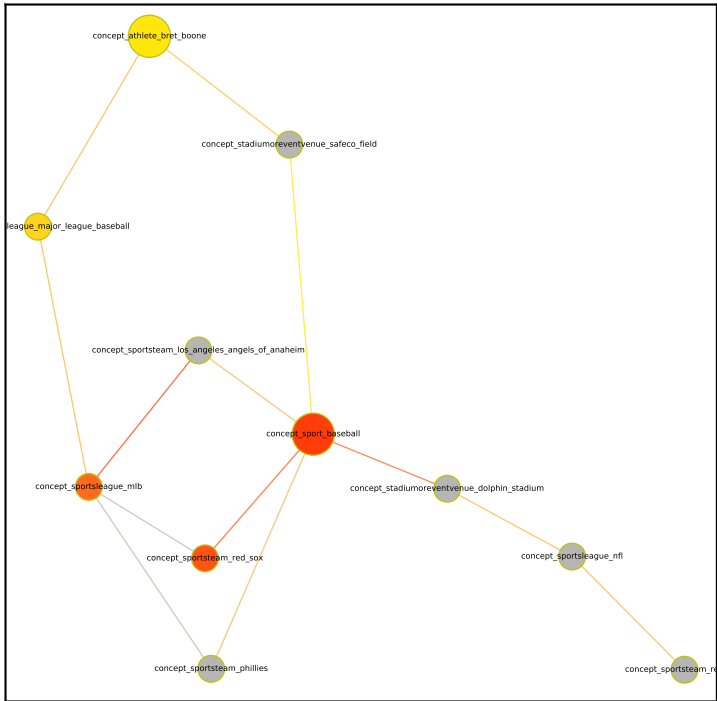 concept_athlete_bret_boone
concept_stadiumoreventvenue_safeco_field
league_major_league_baseball
concept_sportsteam_los_angeles_angels_of_anaheim
concept_sport_baseball
concept_sportsleague_mlb
concept_stadiumoreventvenue_dolphin_stadium
concept_sportsteam_red_sox
concept_sportsleague_nfl
concept_sportsteam_phillies
concept_sportsteam_re